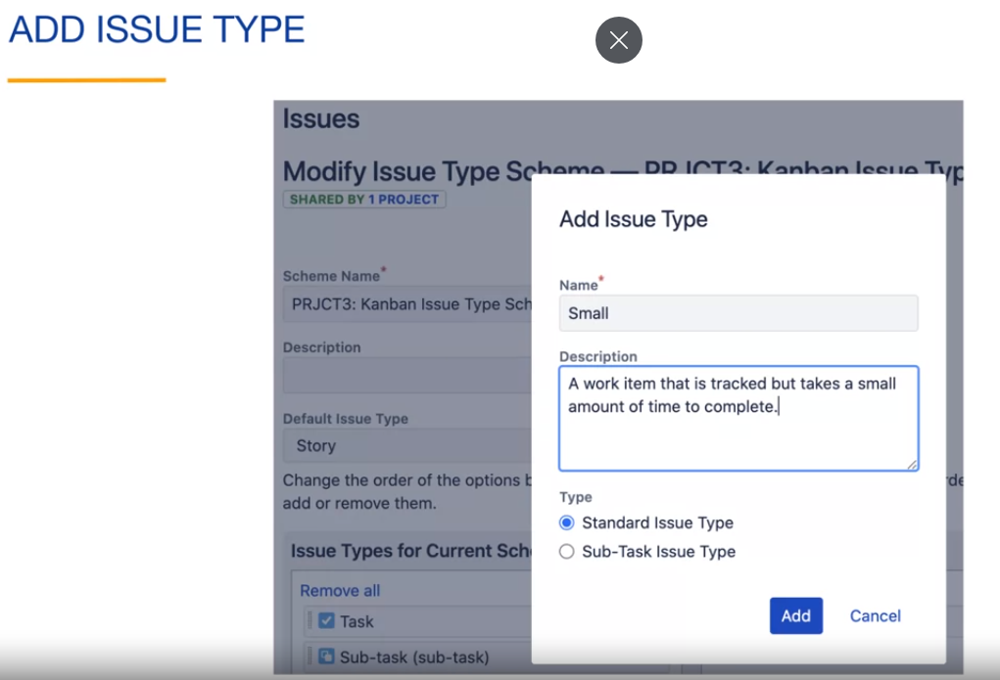 ADD ISSUE TYPE
Issues
Modify Issue Type Scheme — PRJCT3: Kanban Issue Typ
SHARED BY 1 PROJECT
Scheme Name*
PRJCT3: Kanban Issue Type Sch
Description
Default Issue Type
Story
Change the order of the options b
add or remove them.
Issue Types for Current Sch
Remove all
Task
Sub-task (sub-task)
Add Issue Type
Name*
Small
Description
A work item that is tracked but takes a small
amount of time to complete.
Type
Standard Issue Type
Sub-Task Issue Type
Add
Cancel